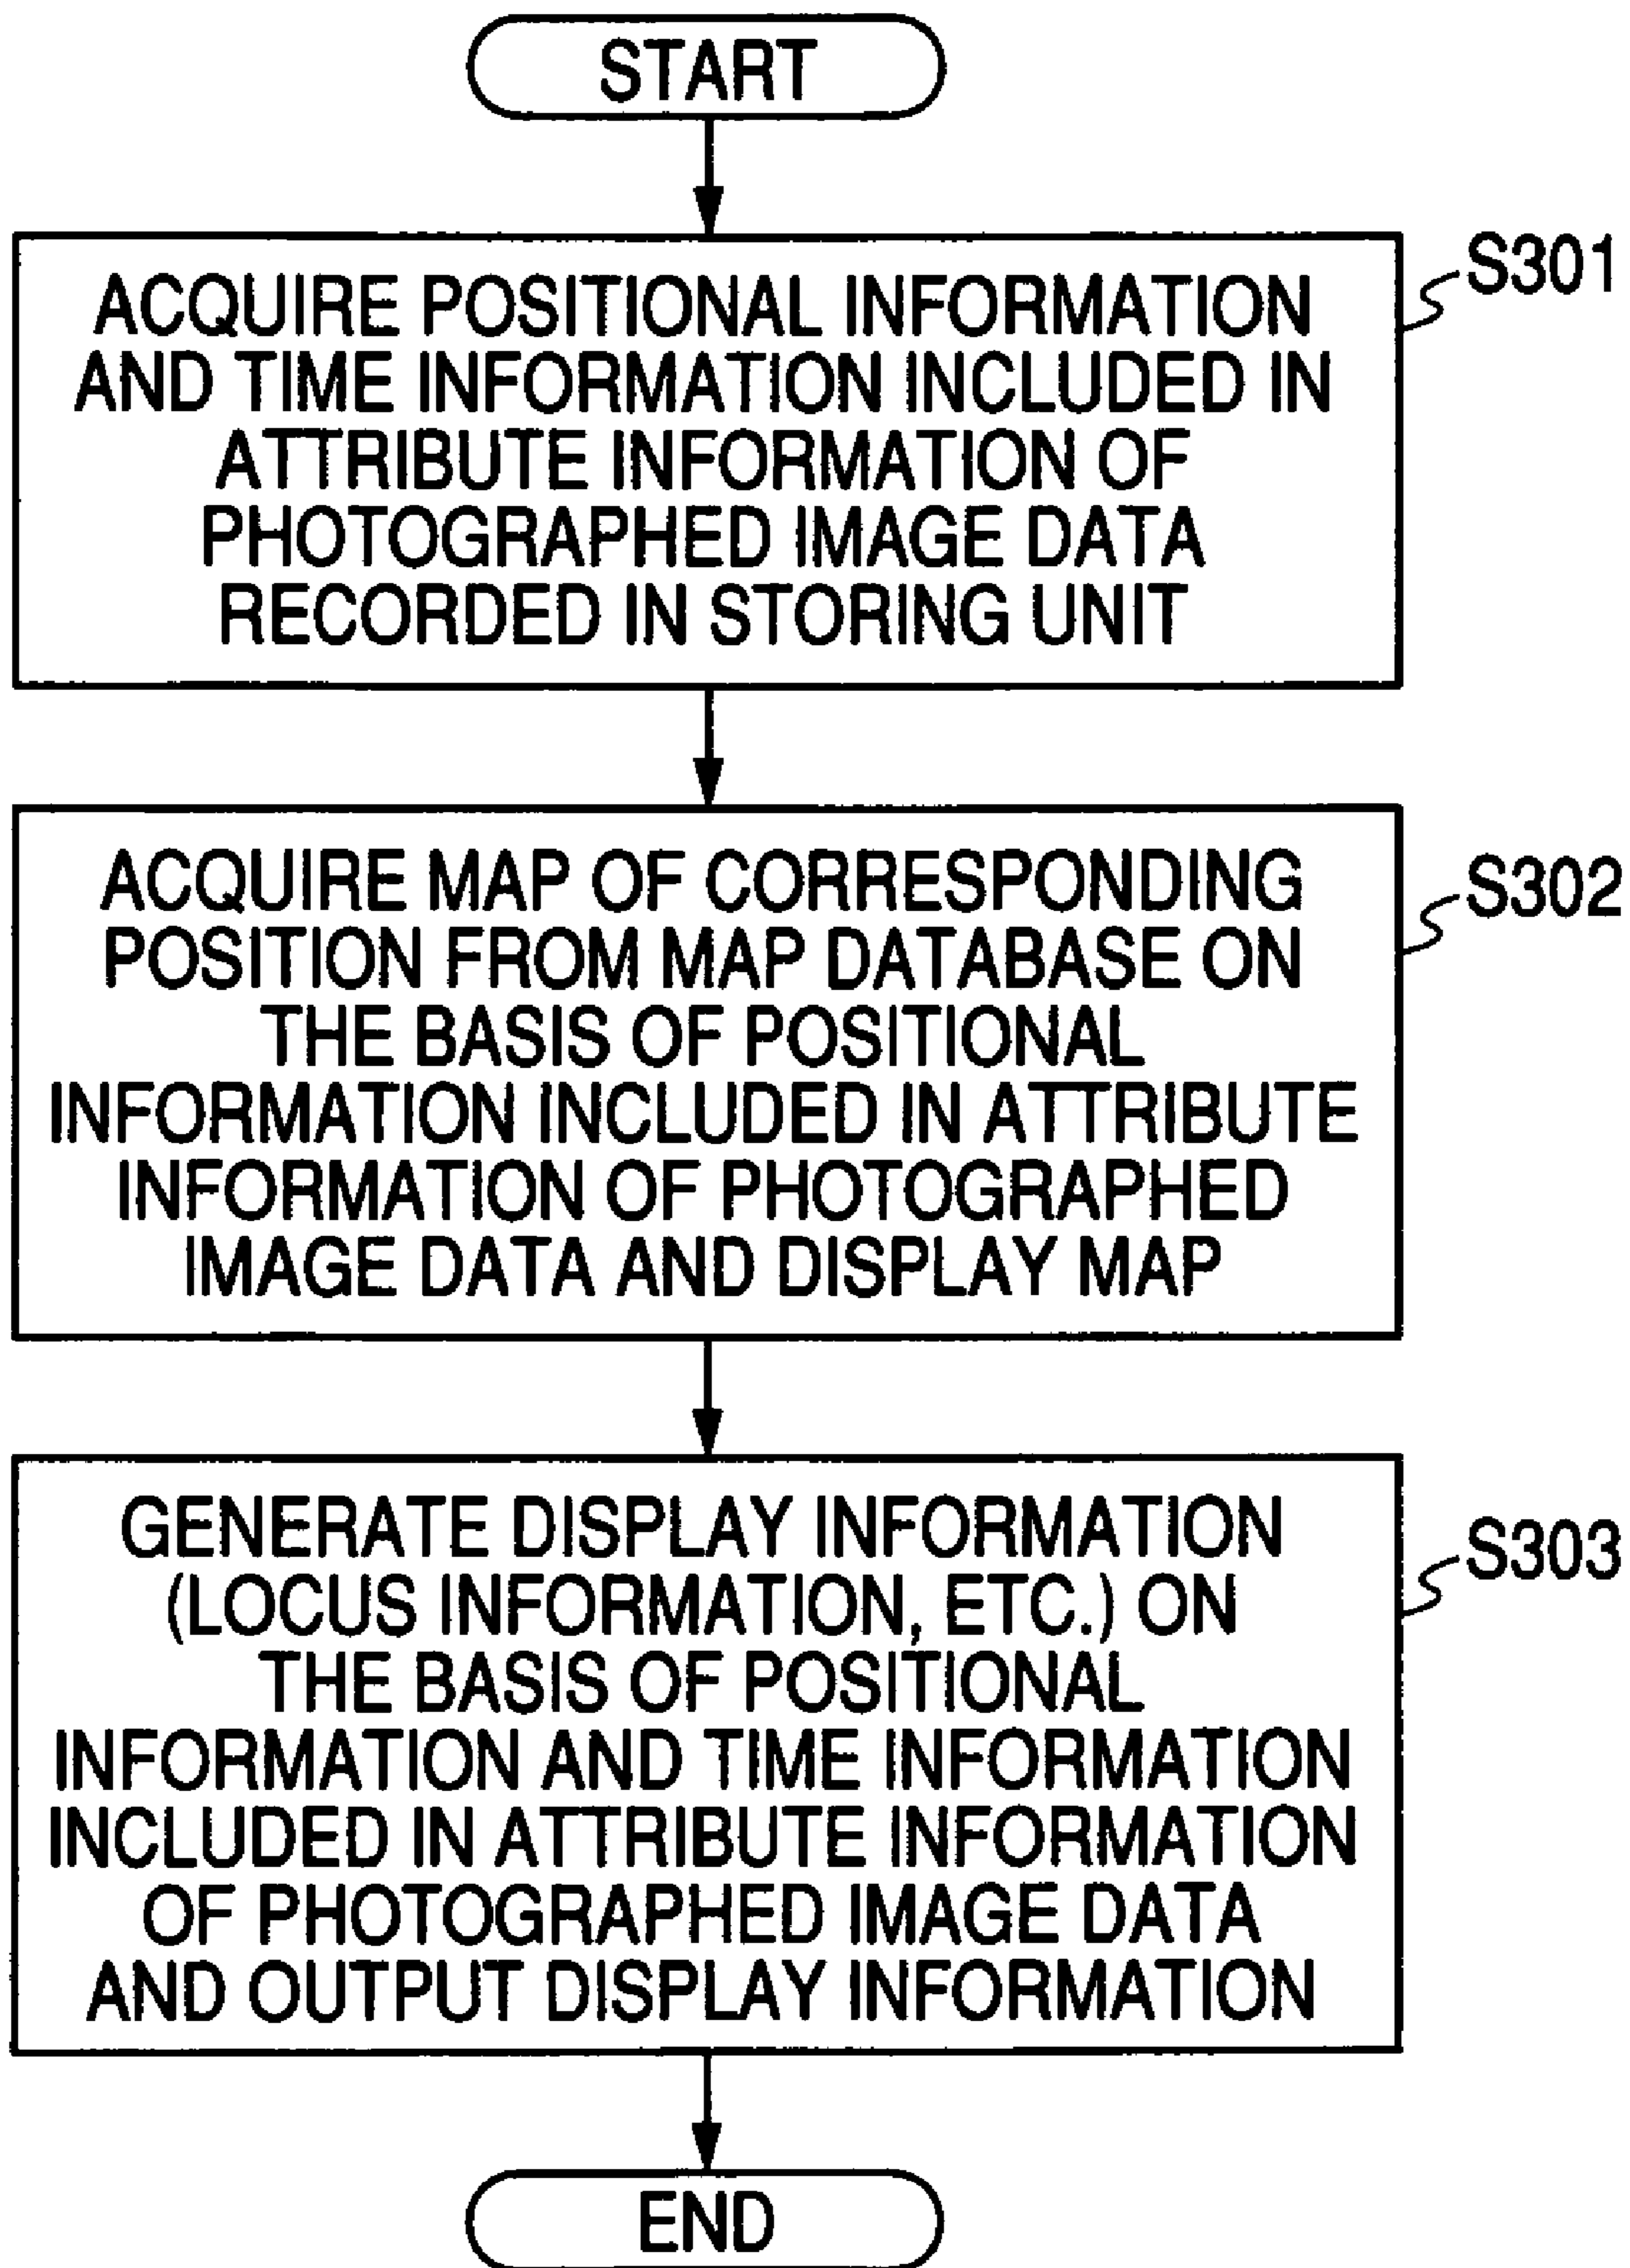 START
S301
ACQUIRE POSITIONAL INFORMATION
AND TIME INFORMATION INCLUDED IN
ATTRIBUTE INFORMATION OF
PHOTOGRAPHED IMAGE DATA
RECORDED IN STORING UNIT
S302
ACQUIRE MAP OF CORRESPONDING
POSITION FROM MAP DATABASE ON
THE BASIS OF POSITIONAL
INFORMATION INCLUDED IN ATTRIBUTE
INFORMATION OF PHOTOGRAPHED
IMAGE DATA AND DISPLAY MAP
S303
GENERATE DISPLAY INFORMATION
(LOCUS INFORMATION, ETC.) ON
THE BASIS OF POSITIONAL
INFORMATION AND TIME INFORMATION
INCLUDED IN ATTRIBUTE INFORMATION
OF PHOTOGRAPHED IMAGE DATA
AND OUTPUT DISPLAY INFORMATION
END